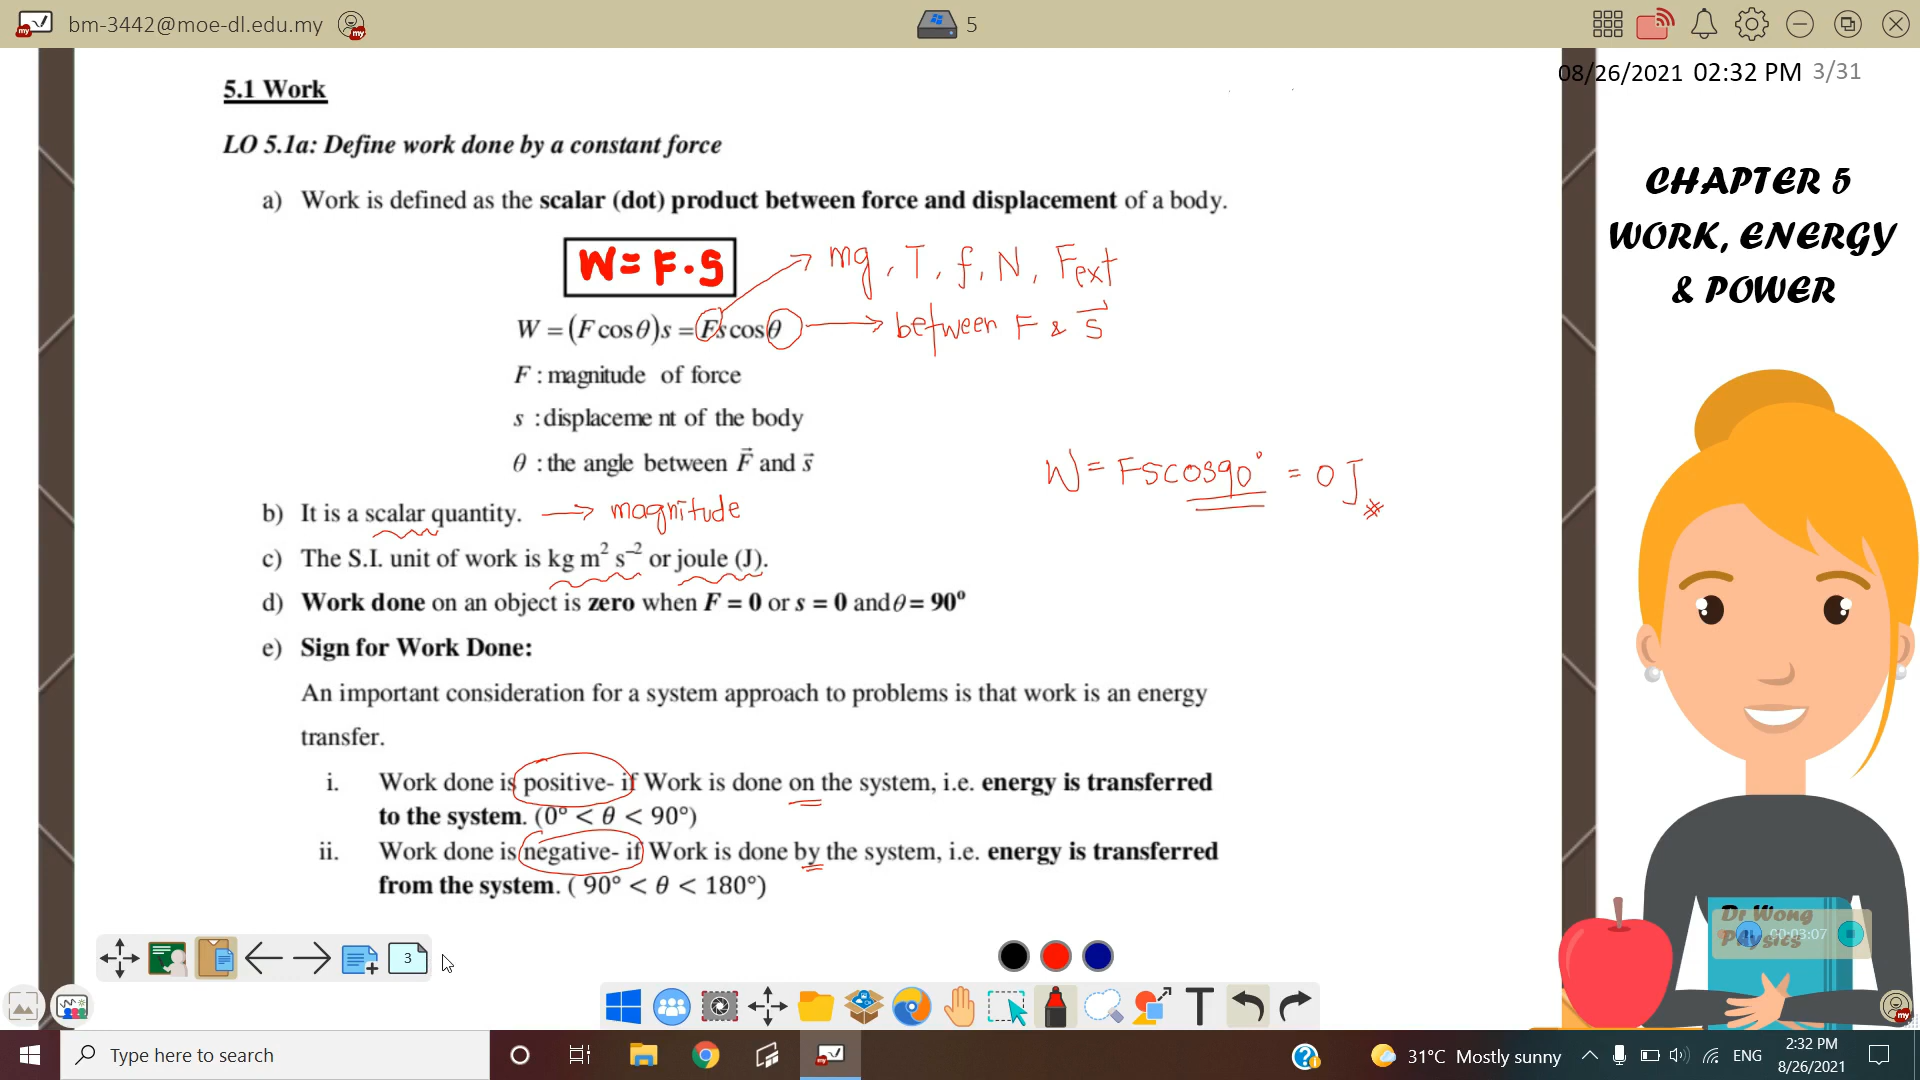 bm-3442@moe-dl.edu.my
5
08/26/2021 02:32 PM 3/31
5.1 Work
LO 5.1a: Define work done by a constant force
a) Work is defined as the scalar (dot) product between force and displacement of a body.
W = F · S
mg, T, f, N, Fext
W = (F cosθ)s = Fs cosθ
between F & s⃗
F : magnitude of force
s : displaceme nt of the body
θ : the angle between F⃗ and s⃗
W = Fscos90° = 0 J
b) It is a scalar quantity. → magnitude
c) The S.I. unit of work is kg m² s⁻² or joule (J).
d) Work done on an object is zero when F = 0 or s = 0 and θ = 90°
e) Sign for Work Done:
An important consideration for a system approach to problems is that work is an energy
transfer.
i. Work done is positive- if Work is done on the system, i.e. energy is transferred
to the system. (0° < θ < 90°)
ii. Work done is negative- if Work is done by the system, i.e. energy is transferred
from the system. ( 90° < θ < 180°)
CHAPTER 5
WORK, ENERGY
& POWER
Dr Wong
Physics
00:03:07
3
T
Type here to search
31°C Mostly sunny
ENG
2:32 PM
8/26/2021